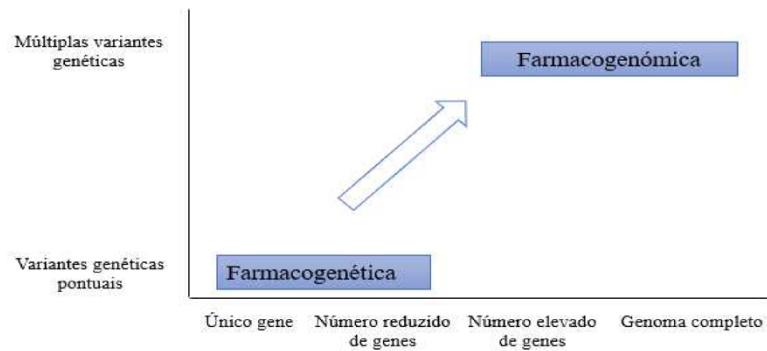 Múltiplas variantes
genéticas
Farmacogenómica
Variantes genéticas
pontuais
Farmacogenética
Único gene
Número reduzido
de genes
Número elevado
de genes
Genoma completo